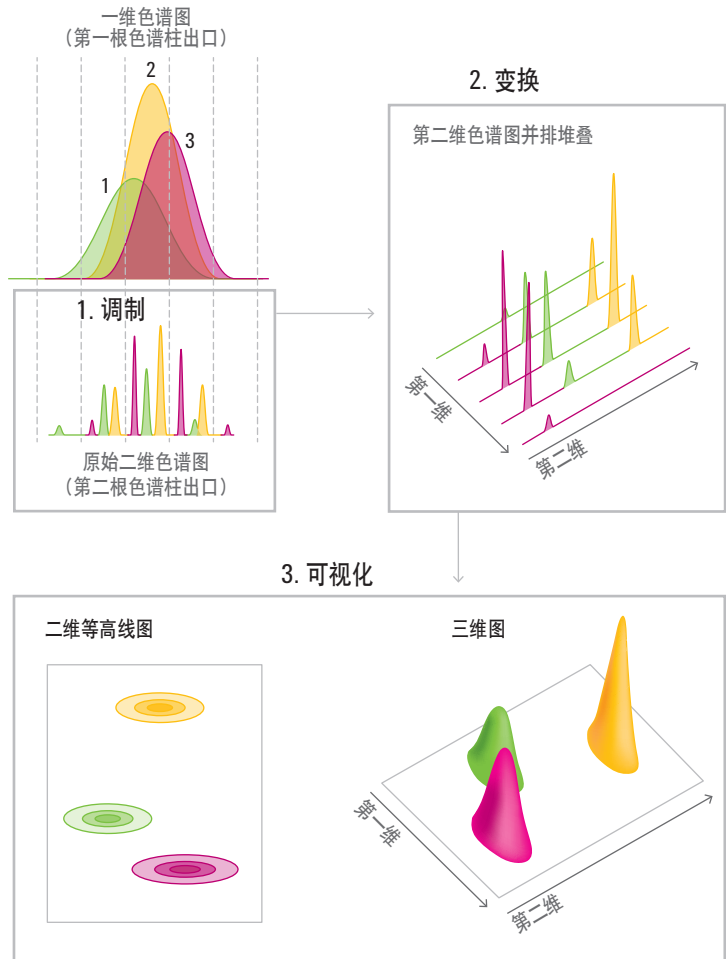 一维色谱图
（第一根色谱柱出口）
2
3
1
1. 调制
原始二维色谱图
（第二根色谱柱出口）
2. 变换
第二维色谱图并排堆叠
第一维
第二维
3. 可视化
二维等高线图
三维图
第一维
第二维